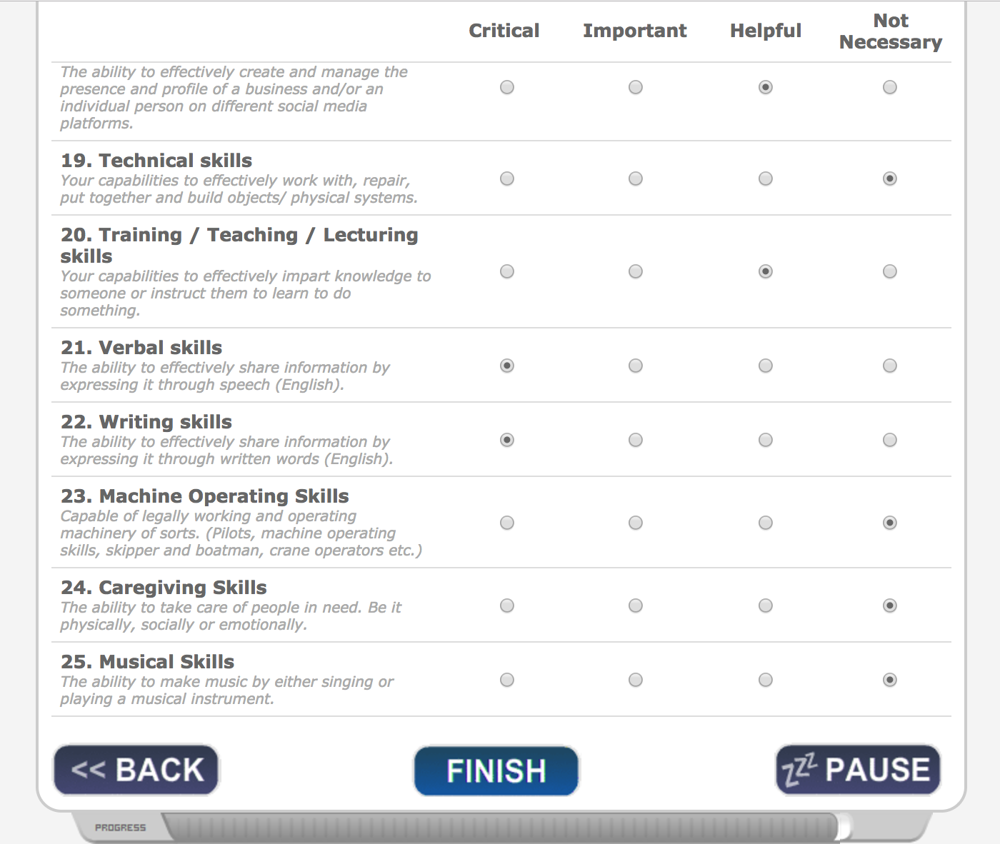 Critical Important Helpful Not Necessary
The ability to effectively create and manage the
presence and profile of a business and/or an
individual person on different social media
platforms.
19. Technical skills
Your capabilities to effectively work with, repair,
put together and build objects/ physical systems.
20. Training / Teaching / Lecturing
skills
Your capabilities to effectively impart knowledge to
someone or instruct them to learn to do
something.
21. Verbal skills
The ability to effectively share information by
expressing it through speech (English).
22. Writing skills
The ability to effectively share information by
expressing it through written words (English).
23. Machine Operating Skills
Capable of legally working and operating
machinery of sorts. (Pilots, machine operating
skills, skipper and boatman, crane operators etc.)
24. Caregiving Skills
The ability to take care of people in need. Be it
physically, socially or emotionally.
25. Musical Skills
The ability to make music by either singing or
playing a musical instrument.
<< BACK FINISH zzz PAUSE
PROGRESS